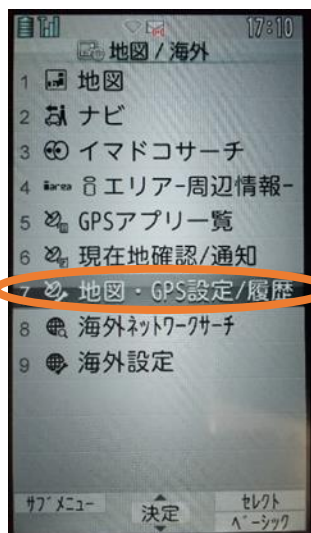 17:10
地図/海外
1 地図
2 ナビ
3 イマドコサーチ
4 iarea iエリア-周辺情報-
5 GPSアプリ一覧
6 現在地確認/通知
7 地図・GPS設定/履歴
8 海外ネットワークサーチ
9 海外設定
サブメニュー 決定 セレクト
ベーシック